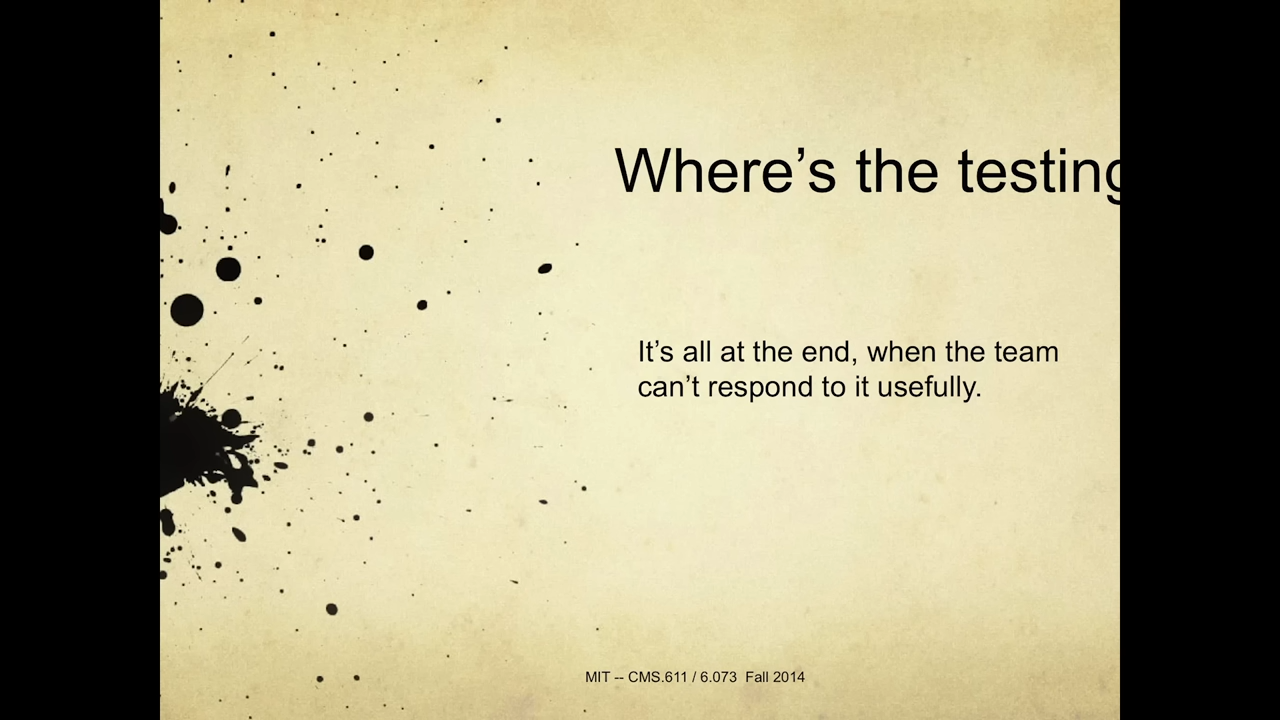 Where’s the testing
It’s all at the end, when the team
can’t respond to it usefully.
MIT -- CMS.611 / 6.073  Fall 2014